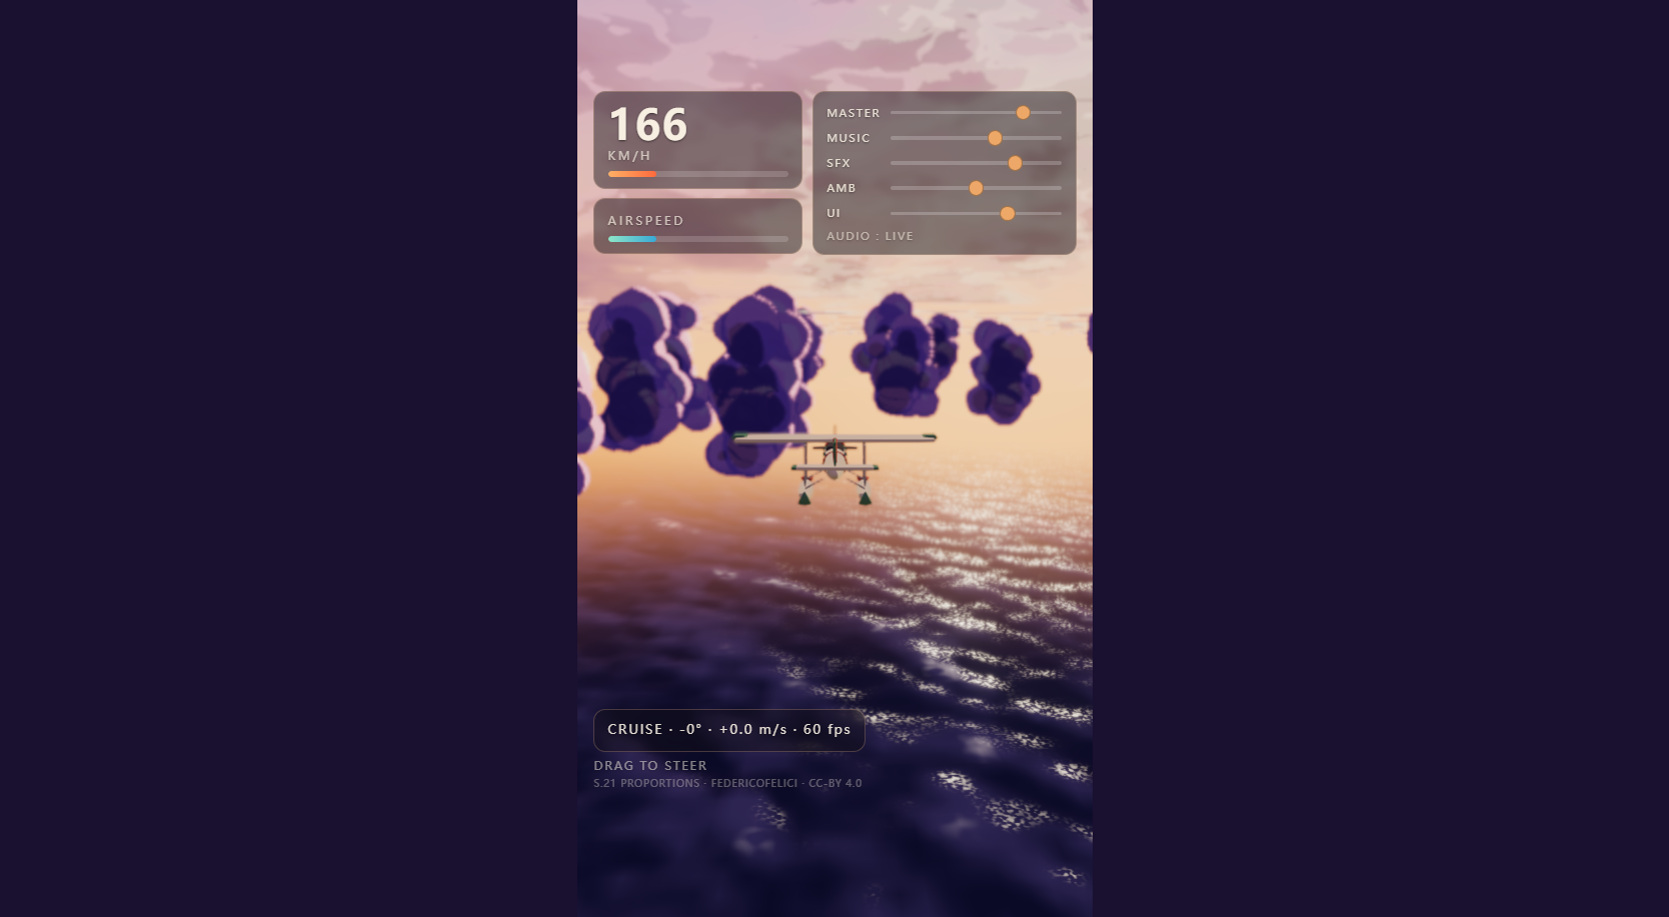 166
KM/H
AIRSPEED
MASTER
MUSIC
SFX
AMB
UI
AUDIO : LIVE
CRUISE · -0° · +0.0 m/s · 60 fps
DRAG TO STEER
S.21 PROPORTIONS · FEDERICOFELICI · CC-BY 4.0